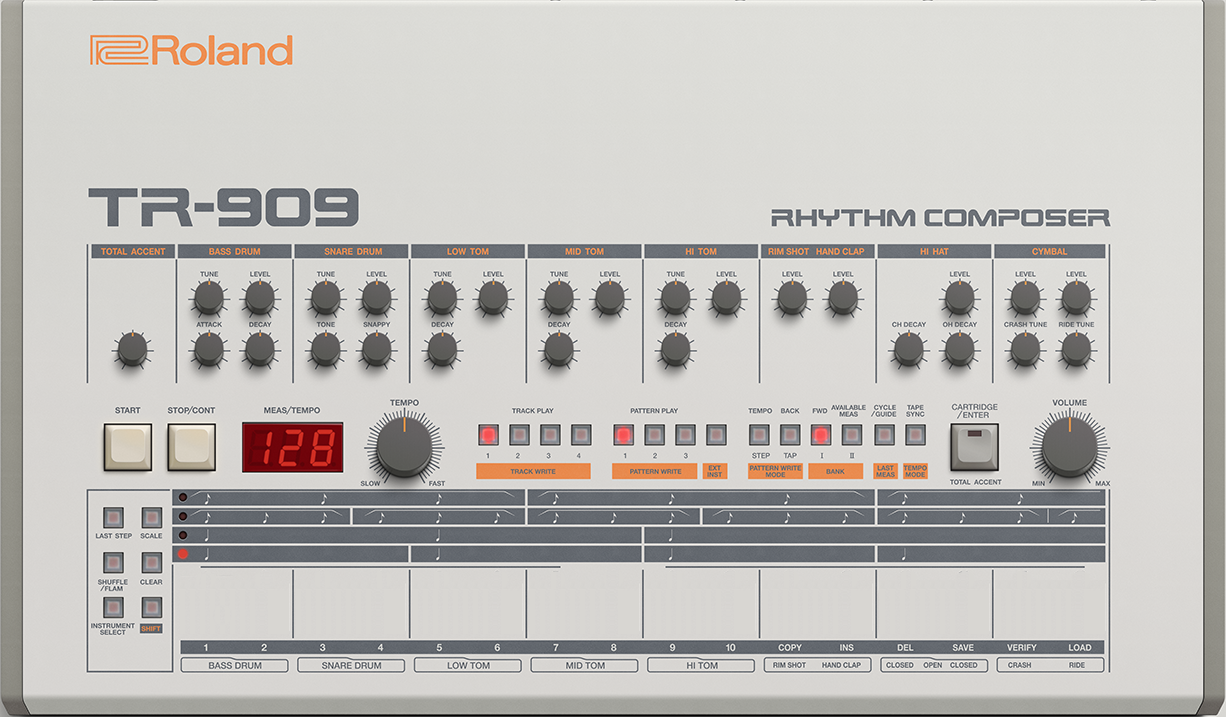 Roland
TR-909
RHYTHM COMPOSER
TOTAL ACCENT BASS DRUM SNARE DRUM LOW TOM MID TOM HI TOM RIM SHOT HAND CLAP HI HAT CYMBAL
TUNE LEVEL TUNE LEVEL TUNE LEVEL TUNE LEVEL TUNE LEVEL LEVEL LEVEL LEVEL LEVEL LEVEL
ATTACK DECAY TONE SNAPPY DECAY DECAY DECAY CH DECAY OH DECAY CRASH TUNE RIDE TUNE
START STOP/CONT MEAS/TEMPO TEMPO TRACK PLAY PATTERN PLAY TEMPO BACK FWD AVAILABLE MEAS CYCLE /GUIDE TAPE SYNC CARTRIDGE /ENTER VOLUME
128
1 2 3 4 1 2 3 STEP TAP I II
SLOW FAST TRACK WRITE PATTERN WRITE EXT INST PATTERN WRITE MODE BANK LAST MEAS TEMPO MODE TOTAL ACCENT MIN MAX
LAST STEP SCALE
SHUFFLE /FLAM CLEAR
INSTRUMENT SELECT SHIFT
1 2 3 4 5 6 7 8 9 10 COPY INS DEL SAVE VERIFY LOAD
BASS DRUM SNARE DRUM LOW TOM MID TOM HI TOM RIM SHOT HAND CLAP CLOSED OPEN CLOSED CRASH RIDE